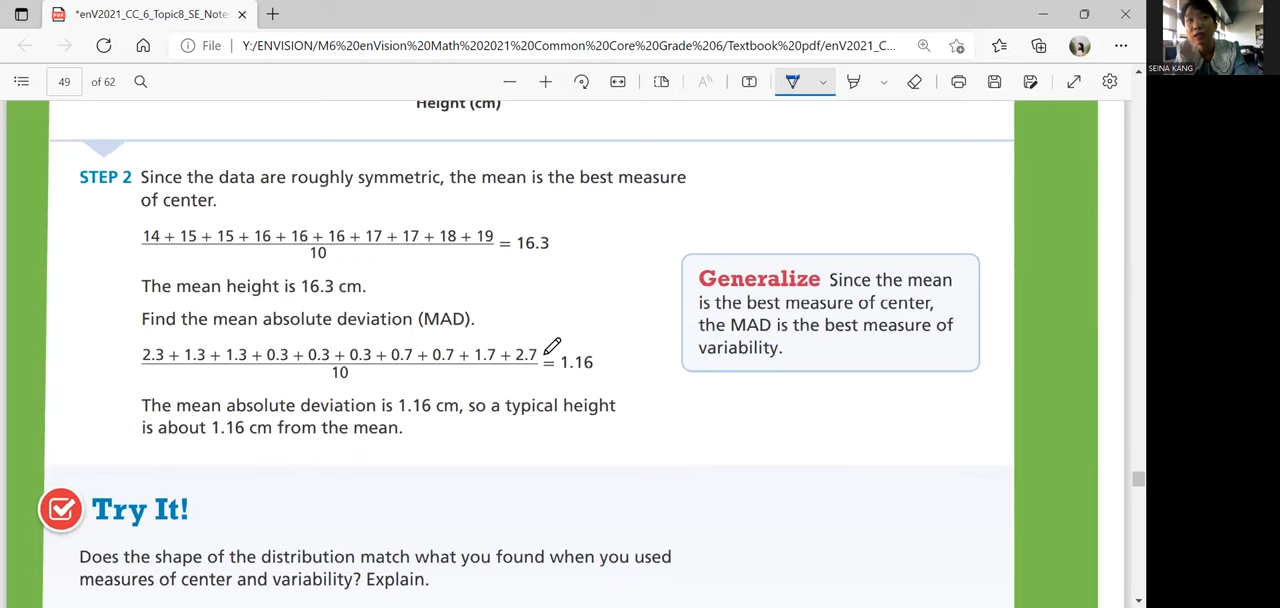 *enV2021_CC_6_Topic8_SE_Note
File
Y:/ENVISION/M6%20enVision%20Math%202021%20Common%20Core%20Grade%206/Textbook%20pdf/enV2021_C...
SEINA KANG
49 of 62
Height (cm)
STEP 2 Since the data are roughly symmetric, the mean is the best measure
of center.
14 + 15 + 15 + 16 + 16 + 16 + 17 + 17 + 18 + 19
10
= 16.3
The mean height is 16.3 cm.
Find the mean absolute deviation (MAD).
2.3 + 1.3 + 1.3 + 0.3 + 0.3 + 0.3 + 0.7 + 0.7 + 1.7 + 2.7
10
= 1.16
The mean absolute deviation is 1.16 cm, so a typical height
is about 1.16 cm from the mean.
Generalize Since the mean
is the best measure of center,
the MAD is the best measure of
variability.
Try It!
Does the shape of the distribution match what you found when you used
measures of center and variability? Explain.